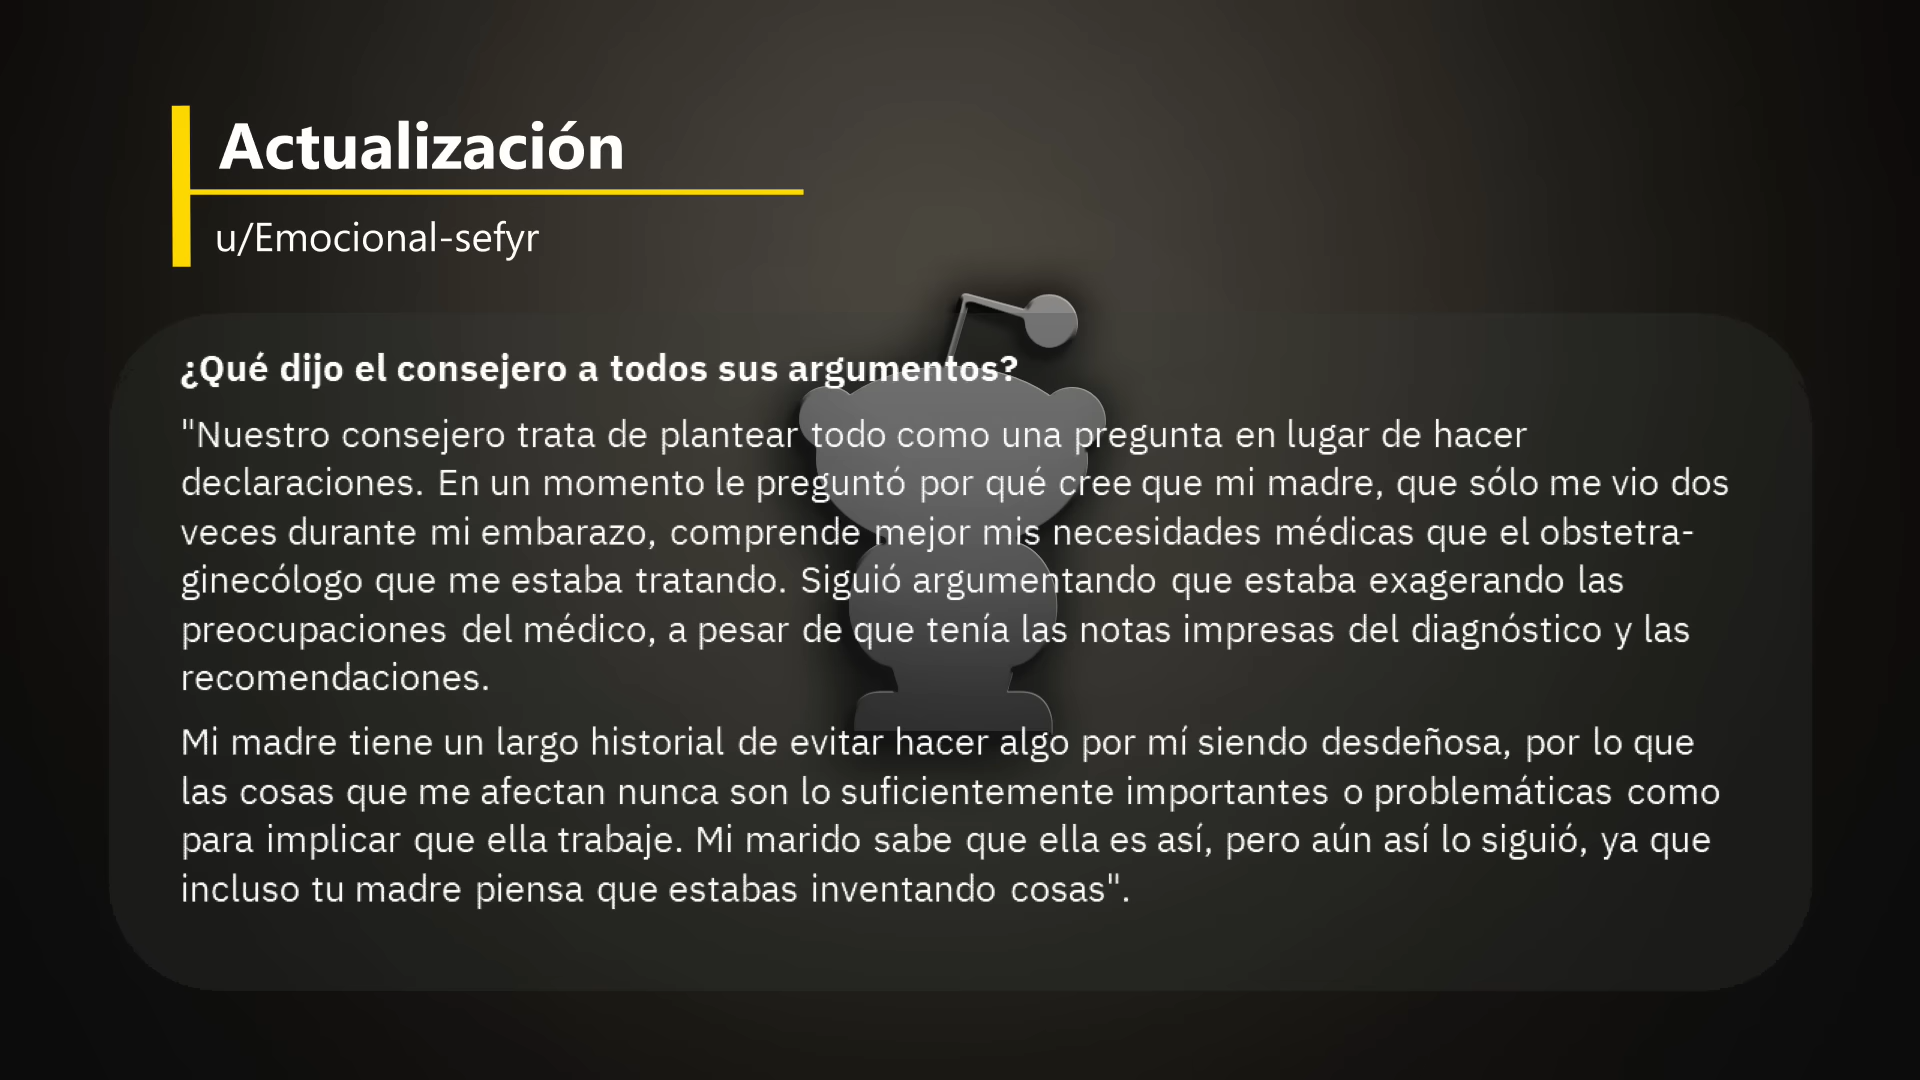 Actualización
u/Emocional-sefyr
¿Qué dijo el consejero a todos sus argumentos?
"Nuestro consejero trata de plantear todo como una pregunta en lugar de hacer
declaraciones. En un momento le preguntó por qué cree que mi madre, que sólo me vio dos
veces durante mi embarazo, comprende mejor mis necesidades médicas que el obstetra-
ginecólogo que me estaba tratando. Siguió argumentando que estaba exagerando las
preocupaciones del médico, a pesar de que tenía las notas impresas del diagnóstico y las
recomendaciones.
Mi madre tiene un largo historial de evitar hacer algo por mí siendo desdeñosa, por lo que
las cosas que me afectan nunca son lo suficientemente importantes o problemáticas como
para implicar que ella trabaje. Mi marido sabe que ella es así, pero aún así lo siguió, ya que
incluso tu madre piensa que estabas inventando cosas".